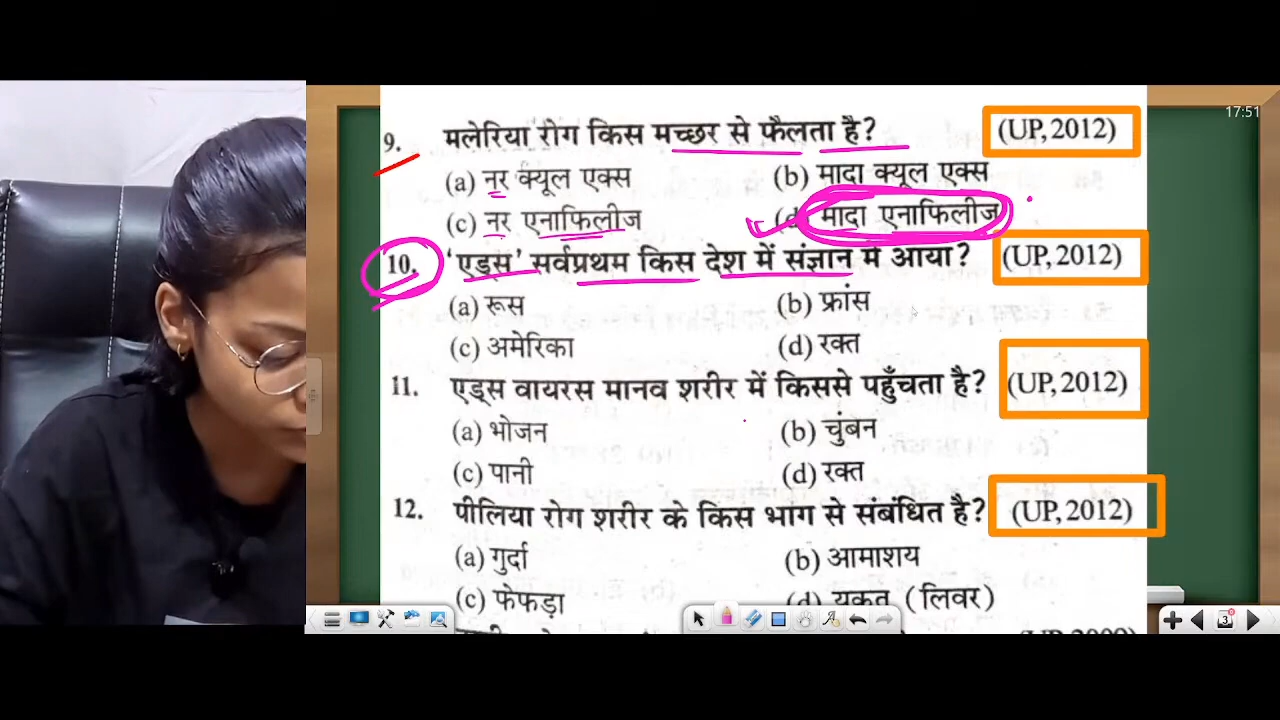 17:51
9. मलेरिया रोग किस मच्छर से फैलता है? (UP, 2012)
(a) नर क्यूल एक्स (b) मादा क्यूल एक्स
(c) नर एनाफिलीज (d) मादा एनाफिलीज
10. 'एड्स' सर्वप्रथम किस देश में संज्ञान में आया? (UP, 2012)
(a) रूस (b) फ्रांस
(c) अमेरिका (d) रक्त
11. एड्स वायरस मानव शरीर में किससे पहुँचता है? (UP, 2012)
(a) भोजन (b) चुंबन
(c) पानी (d) रक्त
12. पीलिया रोग शरीर के किस भाग से संबंधित है? (UP, 2012)
(a) गुर्दा (b) आमाशय
(c) फेफड़ा (d) यकृत (लिवर)
3